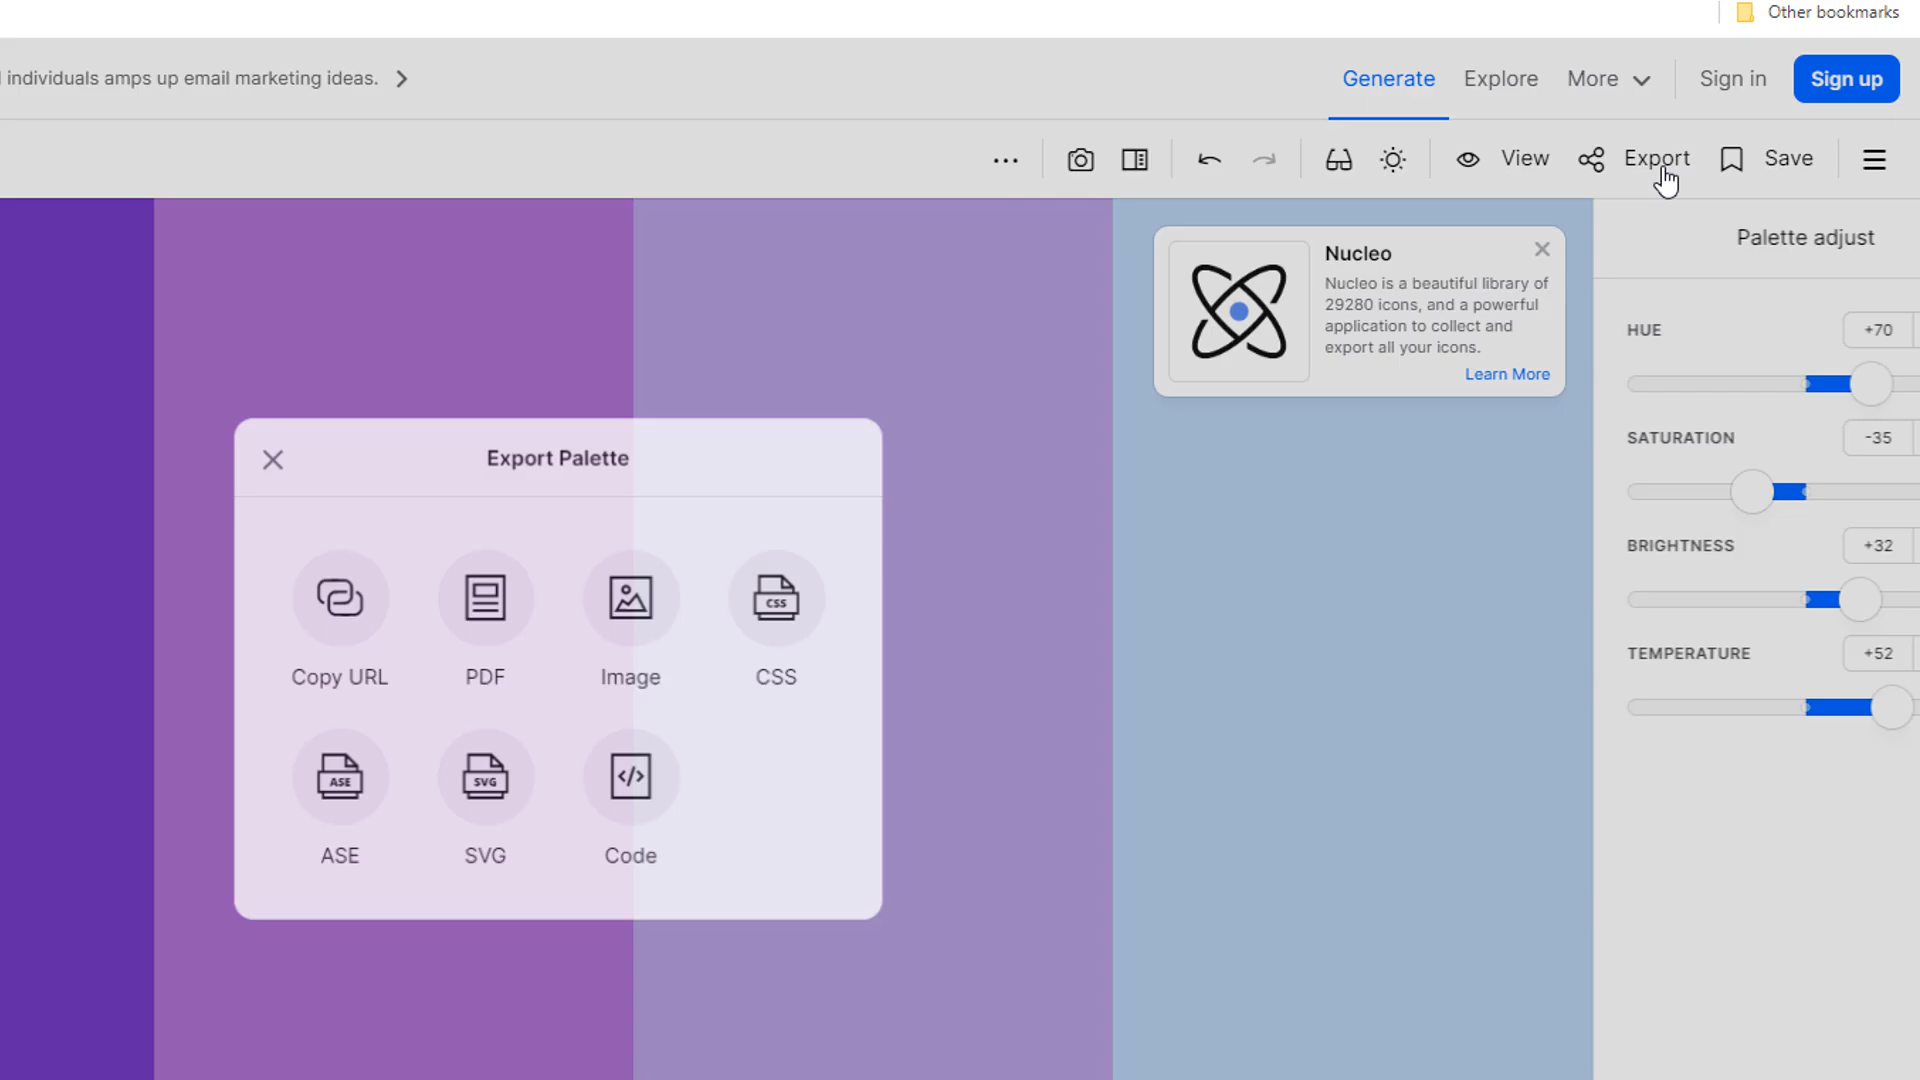 Other bookmarks
individuals amps up email marketing ideas.
Generate Explore More Sign in Sign up
View Export Save
Palette adjust
Nucleo
Nucleo is a beautiful library of
29280 icons, and a powerful
application to collect and
export all your icons.
Learn More
HUE +70
SATURATION -35
BRIGHTNESS +32
TEMPERATURE +52
Export Palette
CSS
Copy URL PDF Image CSS
ASE SVG </>
ASE SVG Code